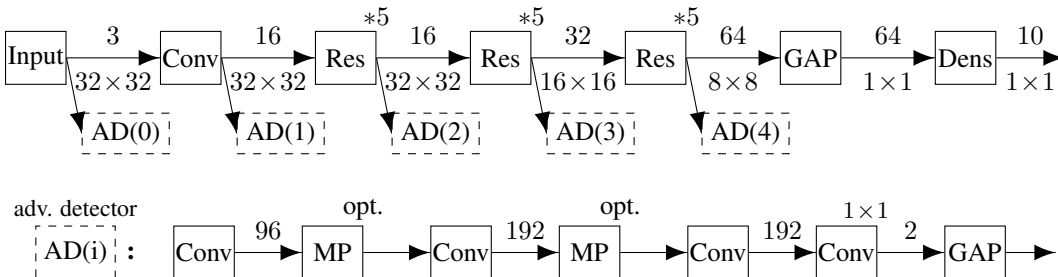 *5 *5 *5
3 16 16 32 64 64 10
Input Conv Res Res Res GAP Dens
32×32 32×32 32×32 16×16 8×8 1×1 1×1
AD(0) AD(1) AD(2) AD(3) AD(4)
adv. detector opt. opt. 1×1
96 192 192 2
AD(i) : Conv MP Conv MP Conv Conv GAP